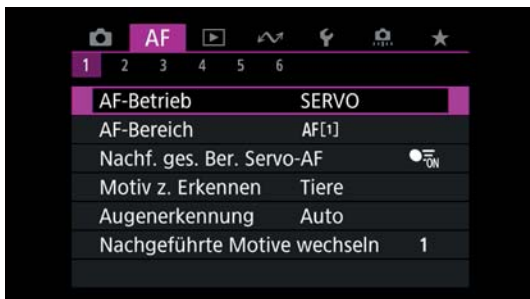 AF
1 2 3 4 5 6
AF-Betrieb SERVO
AF-Bereich AF[1]
Nachf. ges. Ber. Servo-AF ON
Motiv z. Erkennen Tiere
Augenerkennung Auto
Nachgeführte Motive wechseln 1